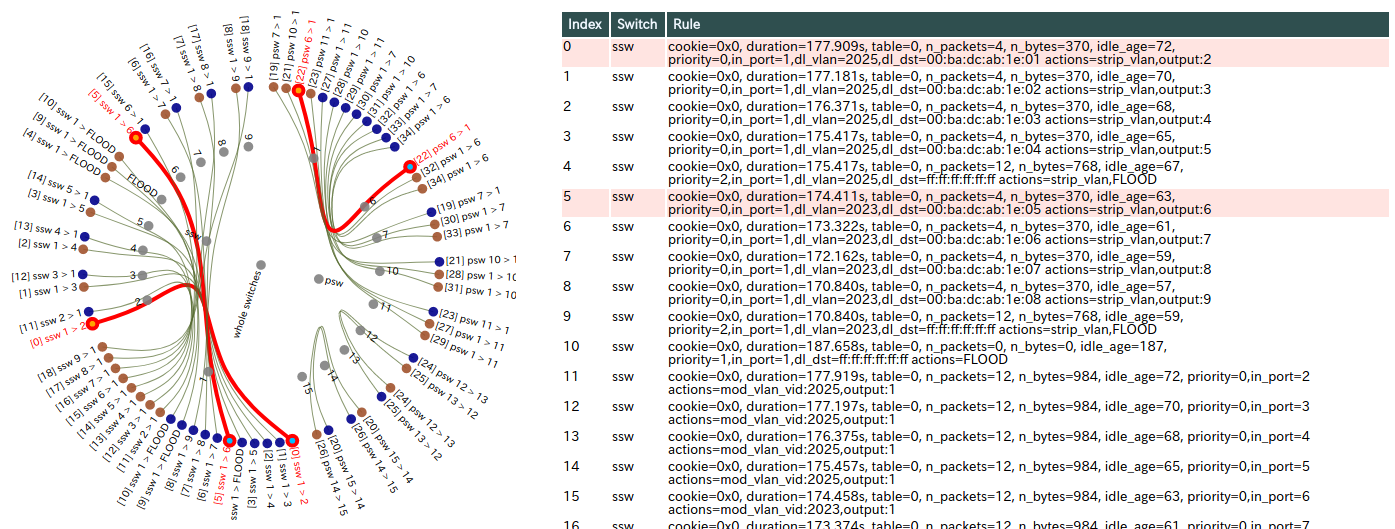 [18] ssw 9 > 1
[8] ssw 1 > 9
[17] ssw 8 > 1
[7] ssw 1 > 8
[16] ssw 7 > 1
[6] ssw 1 > 7
[15] ssw 6 > 1
[5] ssw 1 > 6
[10] ssw 1 > FLOOD
[9] ssw 1 > FLOOD
[4] ssw 1 > FLOOD
[14] ssw 5 > 1
[3] ssw 1 > 5
[13] ssw 4 > 1
[2] ssw 1 > 4
[12] ssw 3 > 1
[1] ssw 1 > 3
[11] ssw 2 > 1
[0] ssw 1 > 2
[18] ssw 9 > 1
[17] ssw 8 > 1
[16] ssw 7 > 1
[15] ssw 6 > 1
[14] ssw 5 > 1
[13] ssw 4 > 1
[12] ssw 3 > 1
[11] ssw 2 > 1
[10] ssw 1 > FLOOD
[9] ssw 1 > FLOOD
[8] ssw 1 > 9
[7] ssw 1 > 8
[6] ssw 1 > 7
[5] ssw 1 > 6
ssw 1 > FLOOD
[3] ssw 1 > 5
[2] ssw 1 > 4
[1] ssw 1 > 3
[0] ssw 1 > 2
9
8
7
6
FLOOD
5
4
3
2
1
ssw
whole switches
psw
[19] psw 7 > 1
[21] psw 10 > 1
[22] psw 6 > 1
[23] psw 11 > 1
[27] psw 1 > 11
[28] psw 1 > 10
[29] psw 1 > 11
[30] psw 1 > 7
[31] psw 1 > 10
[32] psw 1 > 6
[33] psw 1 > 7
[34] psw 1 > 6
[22] psw 6 > 1
[32] psw 1 > 6
[34] psw 1 > 6
[19] psw 7 > 1
[30] psw 1 > 7
[33] psw 1 > 7
[21] psw 10 > 1
[28] psw 1 > 10
[31] psw 1 > 10
[23] psw 11 > 1
[27] psw 1 > 11
[29] psw 1 > 11
[24] psw 12 > 13
[25] psw 13 > 12
[24] psw 12 > 13
[25] psw 13 > 12
[20] psw 15 > 14
[26] psw 14 > 15
[20] psw 15 > 14
[26] psw 14 > 15
1
6
7
10
11
12
13
14
15
Index Switch Rule
0 ssw cookie=0x0, duration=177.909s, table=0, n_packets=4, n_bytes=370, idle_age=72,
priority=0,in_port=1,dl_vlan=2025,dl_dst=00:ba:dc:ab:1e:01 actions=strip_vlan,output:2
1 ssw cookie=0x0, duration=177.181s, table=0, n_packets=4, n_bytes=370, idle_age=70,
priority=0,in_port=1,dl_vlan=2025,dl_dst=00:ba:dc:ab:1e:02 actions=strip_vlan,output:3
2 ssw cookie=0x0, duration=176.371s, table=0, n_packets=4, n_bytes=370, idle_age=68,
priority=0,in_port=1,dl_vlan=2025,dl_dst=00:ba:dc:ab:1e:03 actions=strip_vlan,output:4
3 ssw cookie=0x0, duration=175.417s, table=0, n_packets=4, n_bytes=370, idle_age=65,
priority=0,in_port=1,dl_vlan=2025,dl_dst=00:ba:dc:ab:1e:04 actions=strip_vlan,output:5
4 ssw cookie=0x0, duration=175.417s, table=0, n_packets=12, n_bytes=768, idle_age=67,
priority=2,in_port=1,dl_vlan=2025,dl_dst=ff:ff:ff:ff:ff:ff actions=strip_vlan,FLOOD
5 ssw cookie=0x0, duration=174.411s, table=0, n_packets=4, n_bytes=370, idle_age=63,
priority=0,in_port=1,dl_vlan=2023,dl_dst=00:ba:dc:ab:1e:05 actions=strip_vlan,output:6
6 ssw cookie=0x0, duration=173.322s, table=0, n_packets=4, n_bytes=370, idle_age=61,
priority=0,in_port=1,dl_vlan=2023,dl_dst=00:ba:dc:ab:1e:06 actions=strip_vlan,output:7
7 ssw cookie=0x0, duration=172.162s, table=0, n_packets=4, n_bytes=370, idle_age=59,
priority=0,in_port=1,dl_vlan=2023,dl_dst=00:ba:dc:ab:1e:07 actions=strip_vlan,output:8
8 ssw cookie=0x0, duration=170.840s, table=0, n_packets=4, n_bytes=370, idle_age=57,
priority=0,in_port=1,dl_vlan=2023,dl_dst=00:ba:dc:ab:1e:08 actions=strip_vlan,output:9
9 ssw cookie=0x0, duration=170.840s, table=0, n_packets=12, n_bytes=768, idle_age=59,
priority=2,in_port=1,dl_vlan=2023,dl_dst=ff:ff:ff:ff:ff:ff actions=strip_vlan,FLOOD
10 ssw cookie=0x0, duration=187.658s, table=0, n_packets=0, n_bytes=0, idle_age=187,
priority=1,in_port=1,dl_dst=ff:ff:ff:ff:ff:ff actions=FLOOD
11 ssw cookie=0x0, duration=177.919s, table=0, n_packets=12, n_bytes=984, idle_age=72, priority=0,in_port=2
actions=mod_vlan_vid:2025,output:1
12 ssw cookie=0x0, duration=177.197s, table=0, n_packets=12, n_bytes=984, idle_age=70, priority=0,in_port=3
actions=mod_vlan_vid:2025,output:1
13 ssw cookie=0x0, duration=176.375s, table=0, n_packets=12, n_bytes=984, idle_age=68, priority=0,in_port=4
actions=mod_vlan_vid:2025,output:1
14 ssw cookie=0x0, duration=175.457s, table=0, n_packets=12, n_bytes=984, idle_age=65, priority=0,in_port=5
actions=mod_vlan_vid:2025,output:1
15 ssw cookie=0x0, duration=174.458s, table=0, n_packets=12, n_bytes=984, idle_age=63, priority=0,in_port=6
actions=mod_vlan_vid:2023,output:1
16 ssw cookie=0x0, duration=173.374s, table=0, n_packets=12, n_bytes=984, idle_age=61, priority=0,in_port=7